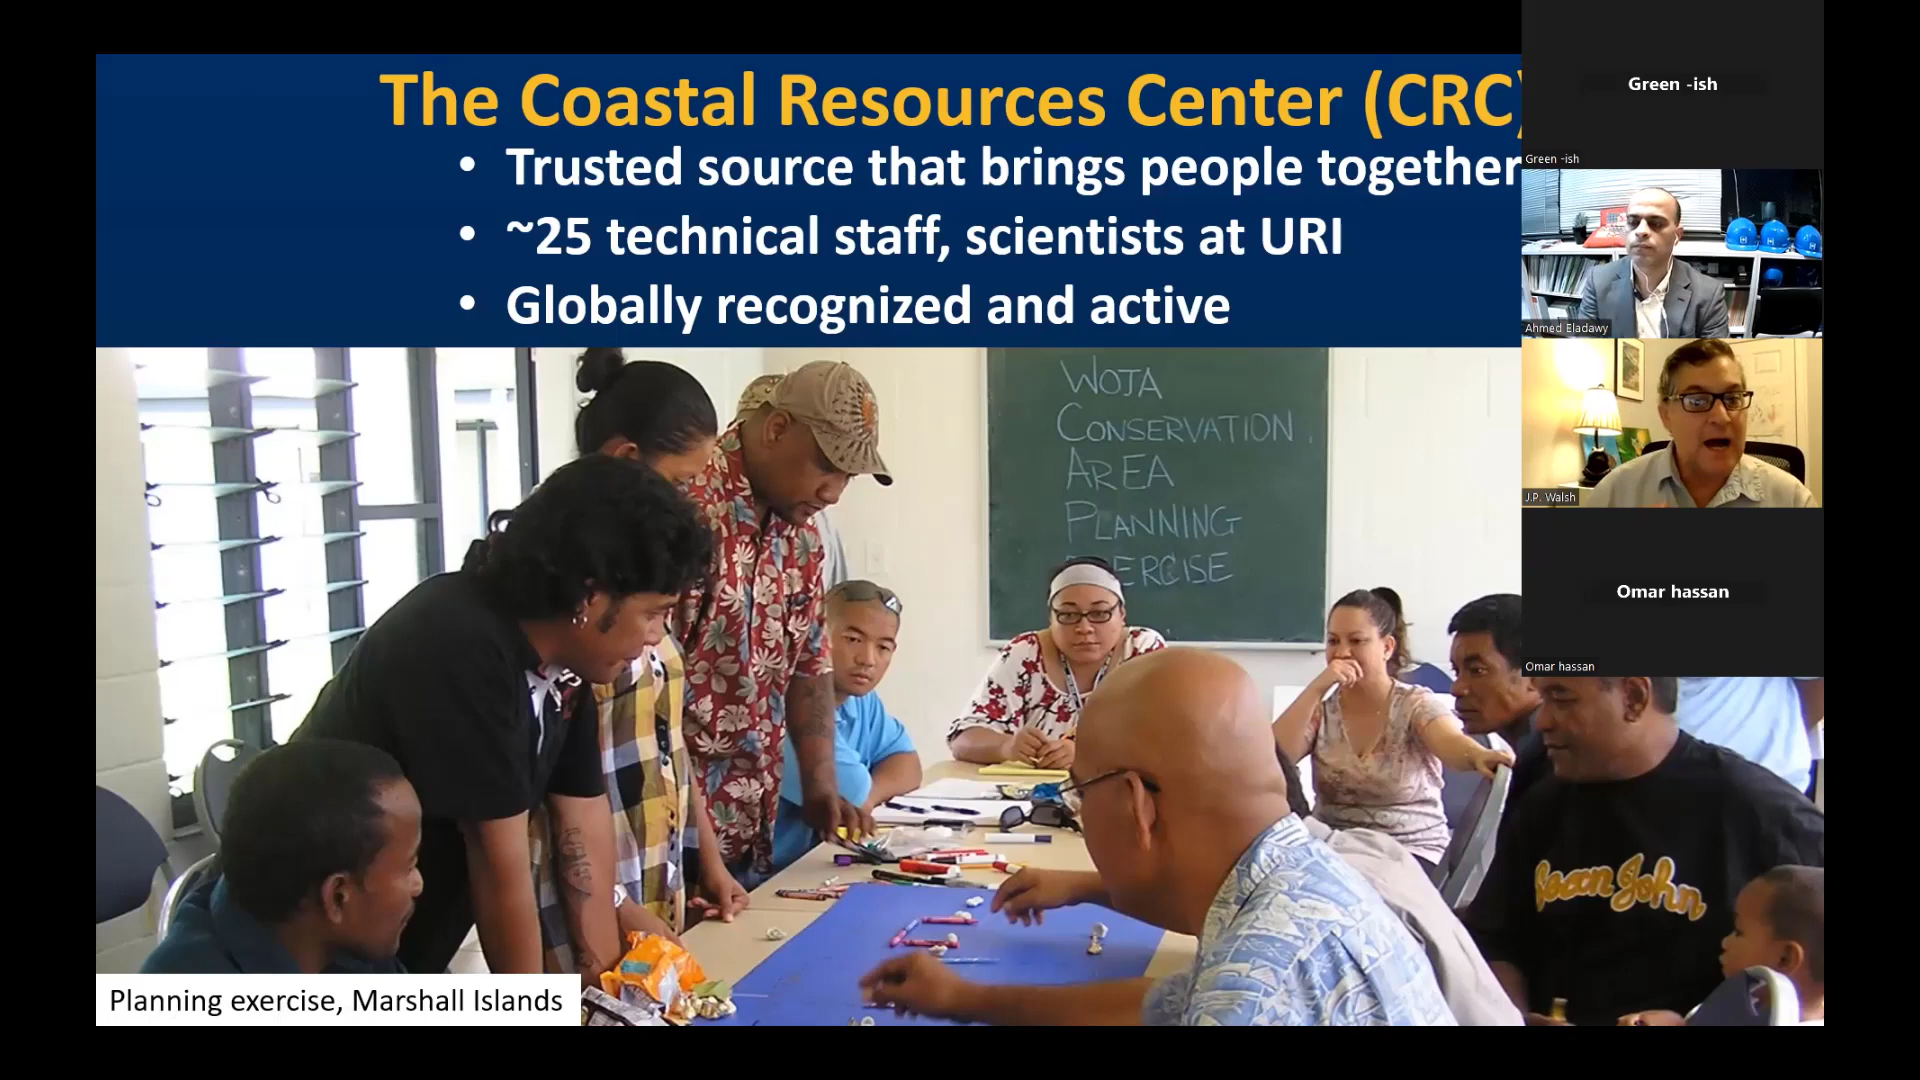 The Coastal Resources Center (CRC)
• Trusted source that brings people together
• ~25 technical staff, scientists at URI
• Globally recognized and active
Green -ish
Green -ish
Ahmed Eladawy
J.P. Walsh
Omar hassan
Omar hassan
WOJA
CONSERVATION
AREA
PLANNING
ERCISE
Sean John
Planning exercise, Marshall Islands